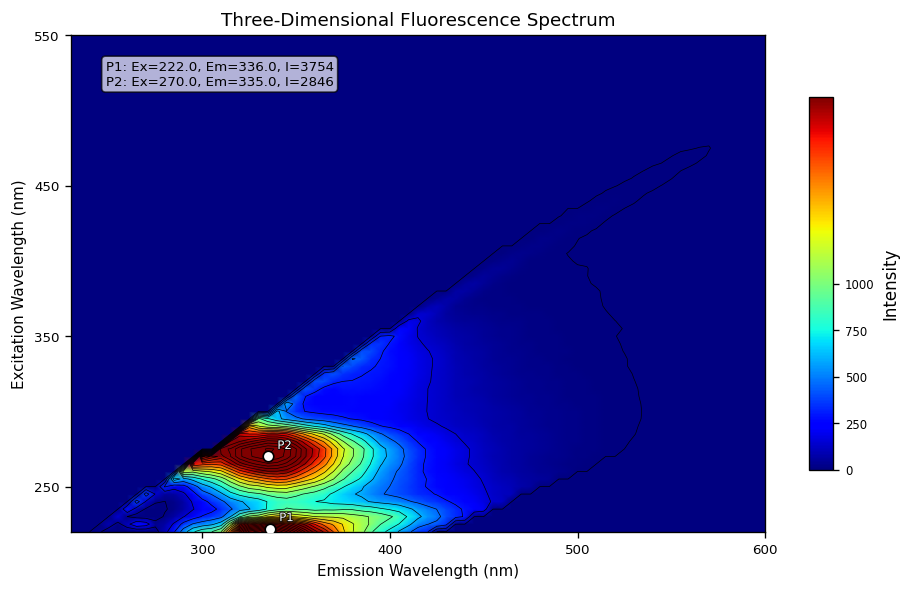 Three-Dimensional Fluorescence Spectrum
550
450
350
250
Excitation Wavelength (nm)
P1: Ex=222.0, Em=336.0, I=3754
P2: Ex=270.0, Em=335.0, I=2846
P2
P1
300
400
500
600
Emission Wavelength (nm)
1000
750
500
250
0
Intensity